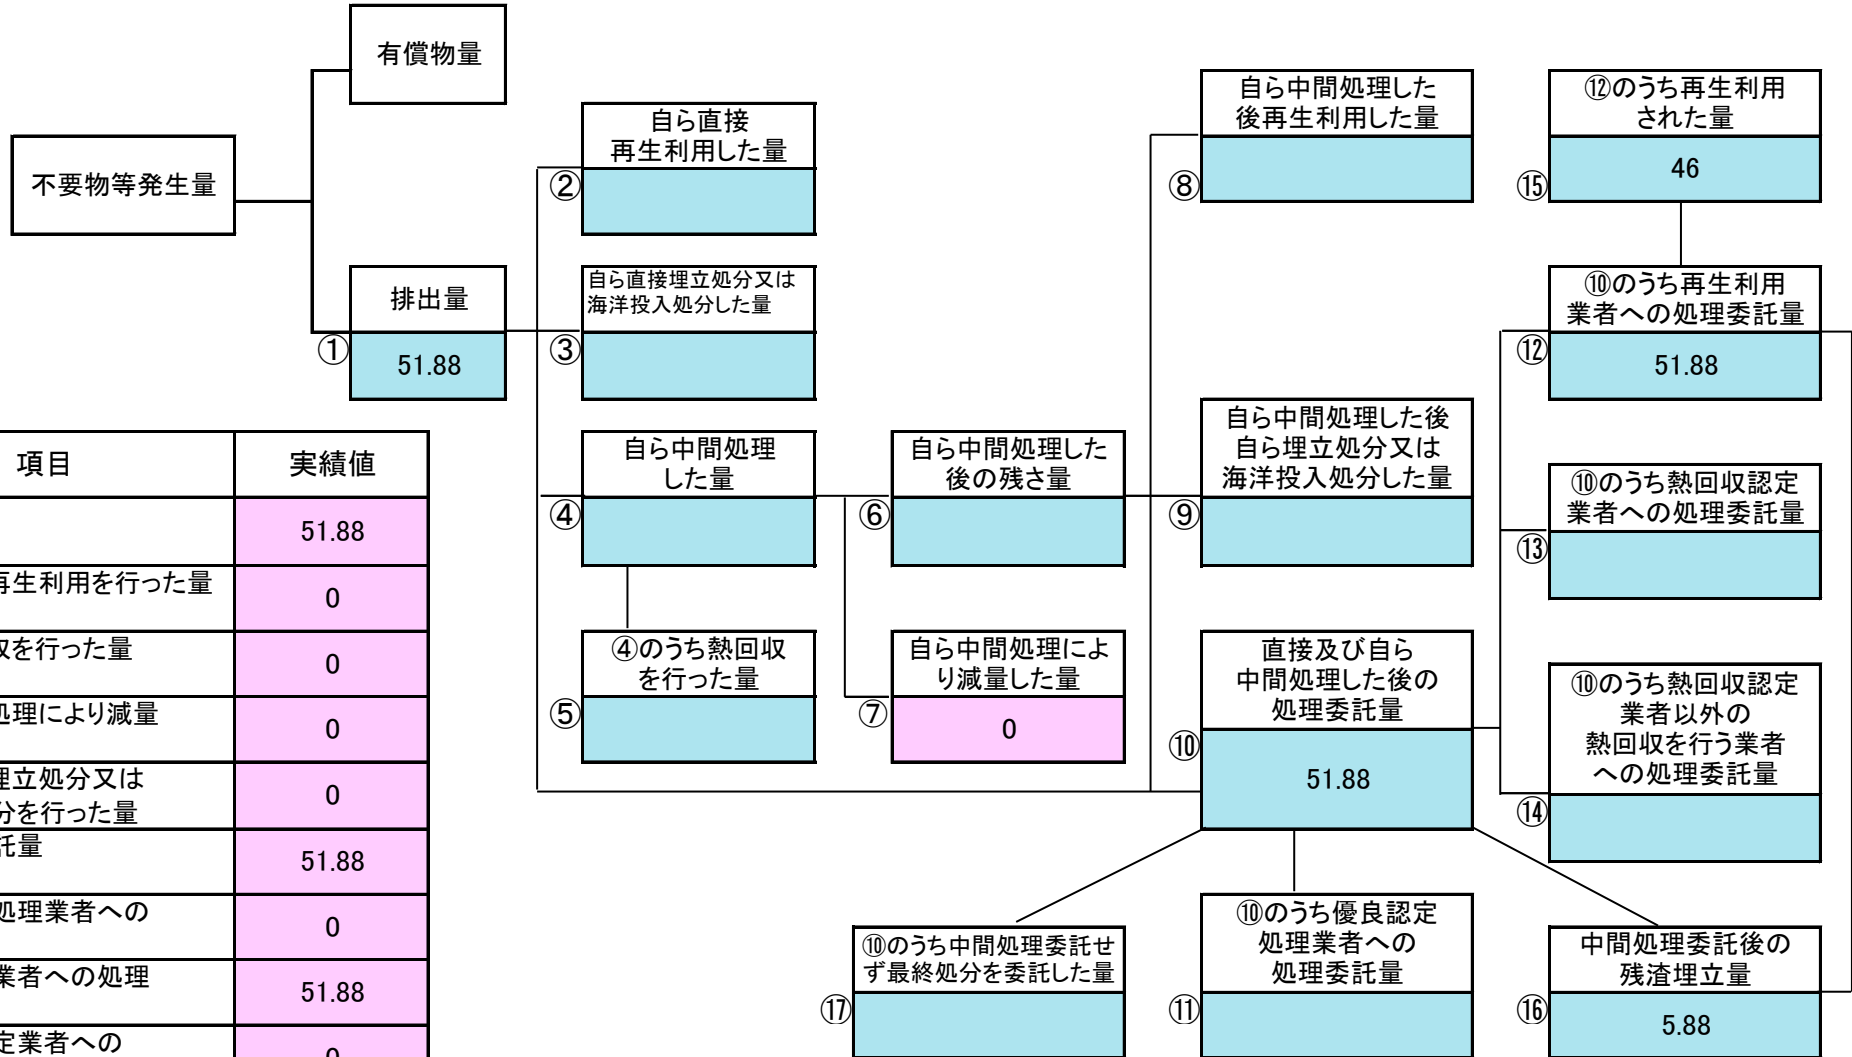 有償物量
不要物等発生量
排出量
①
51.88
自ら直接
再生利用した量
②
自ら直接埋立処分又は
海洋投入処分した量
③
自ら中間処理
した量
④
④のうち熱回収
を行った量
⑤
自ら中間処理した
後の残さ量
⑥
自ら中間処理によ
り減量した量
⑦
0
自ら中間処理した
後再生利用した量
⑧
自ら中間処理した後
自ら埋立処分又は
海洋投入処分した量
⑨
直接及び自ら
中間処理した後の
処理委託量
⑩
51.88
⑫のうち再生利用
された量
⑮
46
⑩のうち再生利用
業者への処理委託量
⑫
51.88
⑩のうち熱回収認定
業者への処理委託量
⑬
⑩のうち熱回収認定
業者以外の
熱回収を行う業者
への処理委託量
⑭
⑩のうち中間処理委託せ
ず最終処分を委託した量
⑰
⑩のうち優良認定
処理業者への
処理委託量
⑪
中間処理委託後の
残渣埋立量
⑯
5.88
項目 実績値
51.88
再生利用を行った量 0
を行った量 0
処理により減量 0
埋立処分又は
分を行った量 0
託量 51.88
処理業者への 0
業者への処理 51.88
定業者への 0